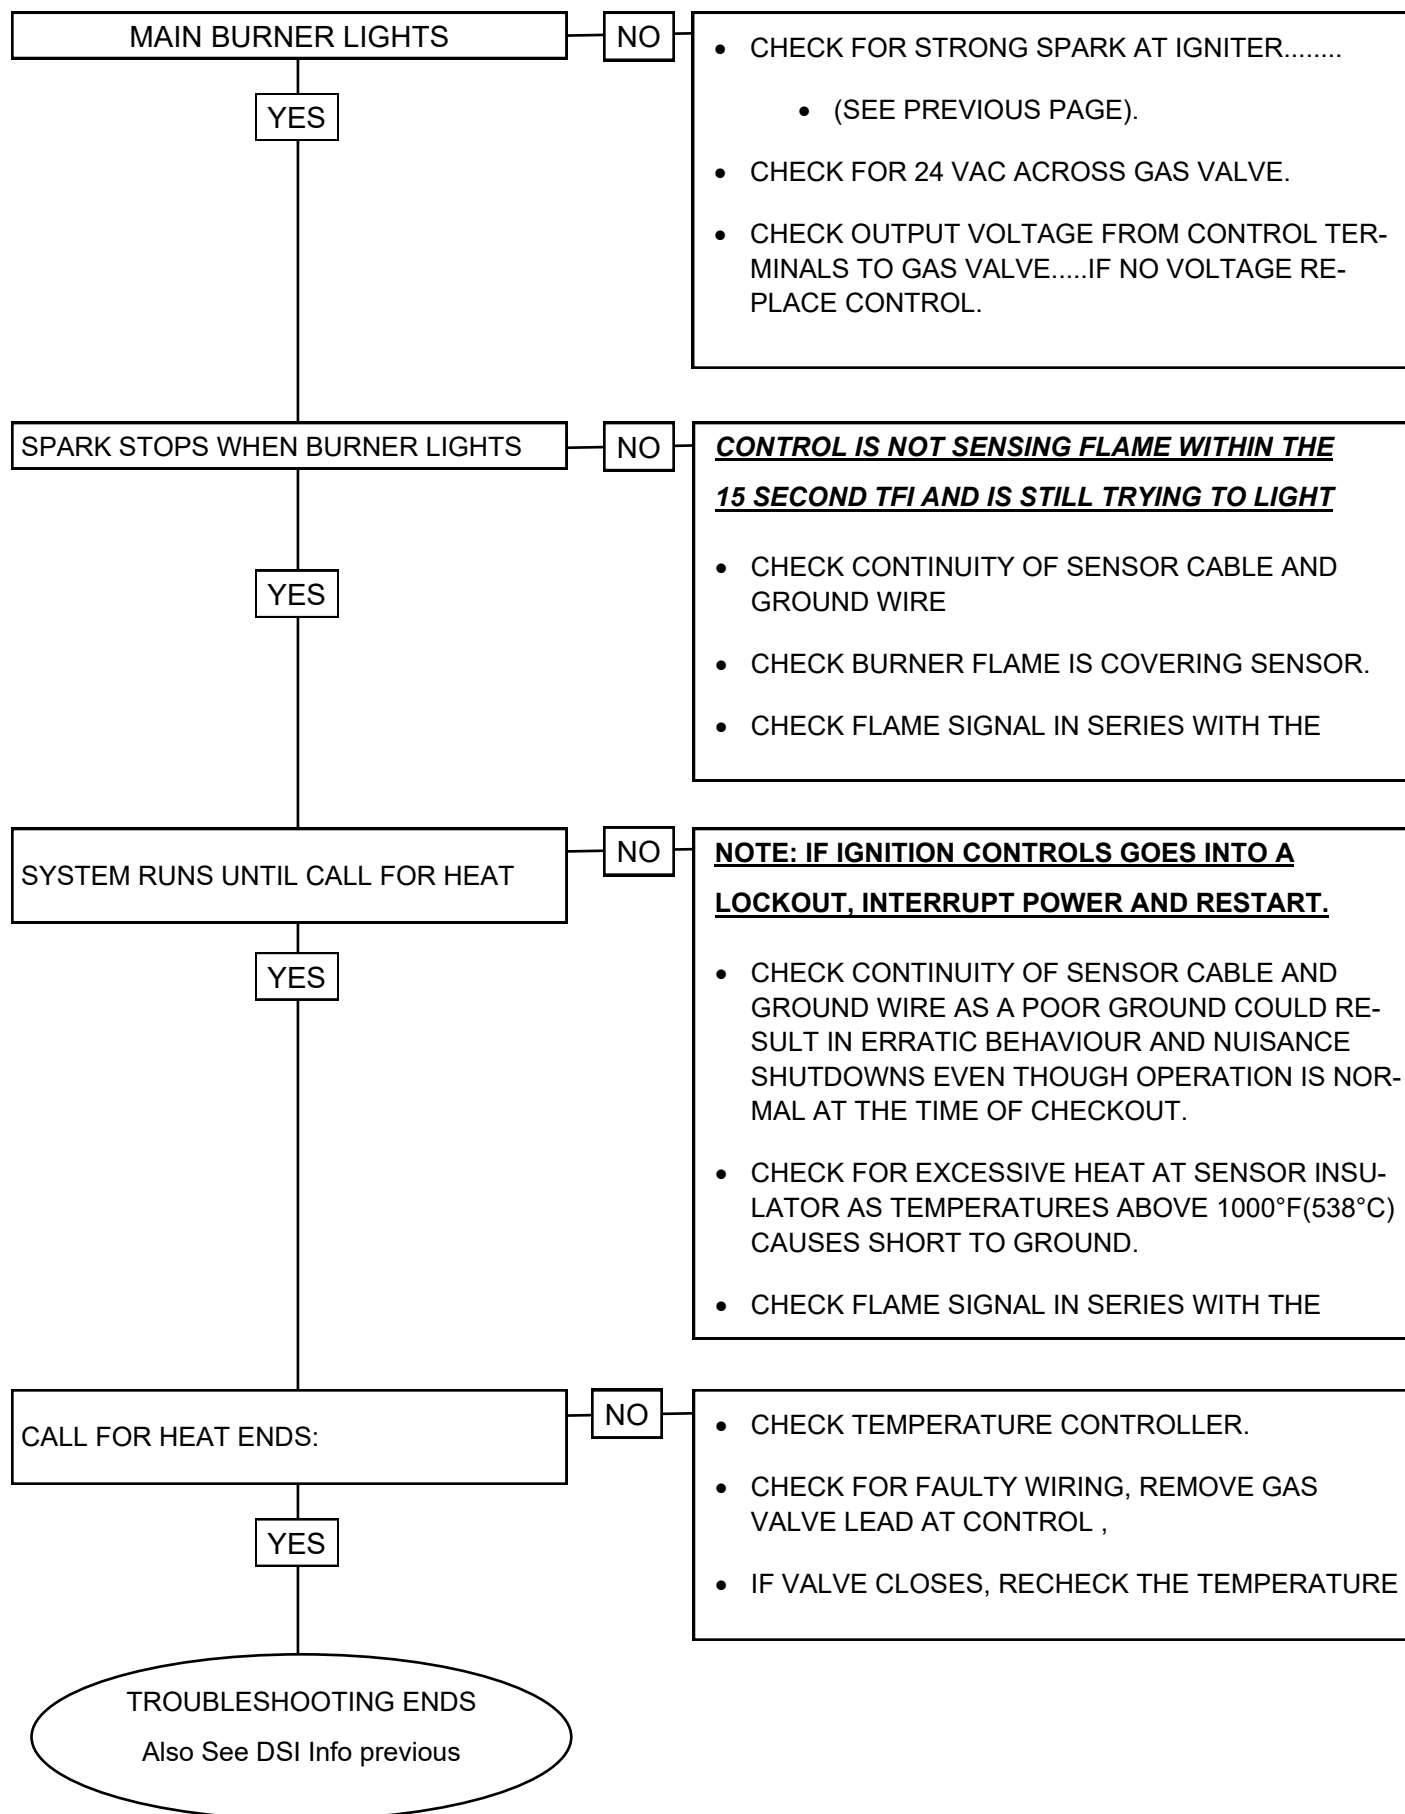 MAIN BURNER LIGHTS
NO
• CHECK FOR STRONG SPARK AT IGNITER........
• (SEE PREVIOUS PAGE).
• CHECK FOR 24 VAC ACROSS GAS VALVE.
• CHECK OUTPUT VOLTAGE FROM CONTROL TER-
MINALS TO GAS VALVE.....IF NO VOLTAGE RE-
PLACE CONTROL.
YES
SPARK STOPS WHEN BURNER LIGHTS
NO
CONTROL IS NOT SENSING FLAME WITHIN THE
15 SECOND TFI AND IS STILL TRYING TO LIGHT
• CHECK CONTINUITY OF SENSOR CABLE AND
GROUND WIRE
• CHECK BURNER FLAME IS COVERING SENSOR.
• CHECK FLAME SIGNAL IN SERIES WITH THE
YES
SYSTEM RUNS UNTIL CALL FOR HEAT
NO
NOTE: IF IGNITION CONTROLS GOES INTO A
LOCKOUT, INTERRUPT POWER AND RESTART.
• CHECK CONTINUITY OF SENSOR CABLE AND
GROUND WIRE AS A POOR GROUND COULD RE-
SULT IN ERRATIC BEHAVIOUR AND NUISANCE
SHUTDOWNS EVEN THOUGH OPERATION IS NOR-
MAL AT THE TIME OF CHECKOUT.
• CHECK FOR EXCESSIVE HEAT AT SENSOR INSU-
LATOR AS TEMPERATURES ABOVE 1000°F(538°C)
CAUSES SHORT TO GROUND.
• CHECK FLAME SIGNAL IN SERIES WITH THE
YES
CALL FOR HEAT ENDS:
NO
• CHECK TEMPERATURE CONTROLLER.
• CHECK FOR FAULTY WIRING, REMOVE GAS
VALVE LEAD AT CONTROL ,
• IF VALVE CLOSES, RECHECK THE TEMPERATURE
YES
TROUBLESHOOTING ENDS
Also See DSI Info previous